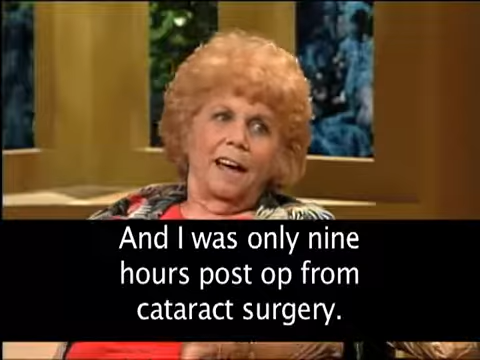 And I was only nine
hours post op from
cataract surgery.